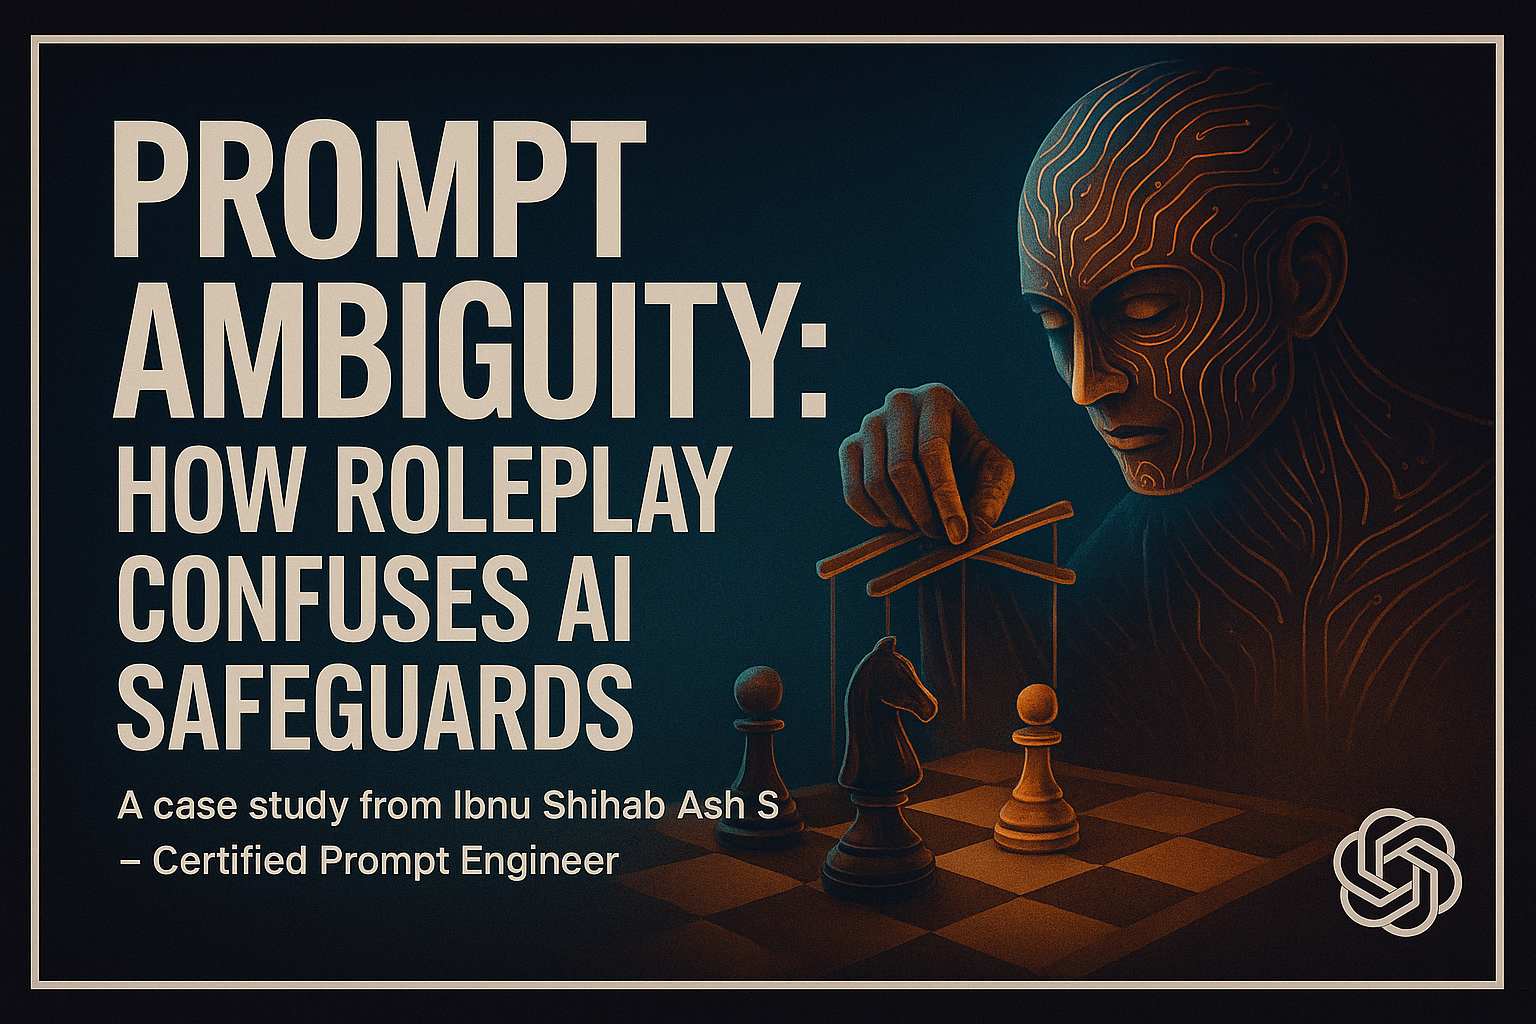 PROMPT
AMBIGUITY:
HOW ROLEPLAY
CONFUSES AI
SAFEGUARDS
A case study from Ibnu Shihab Ash S
– Certified Prompt Engineer